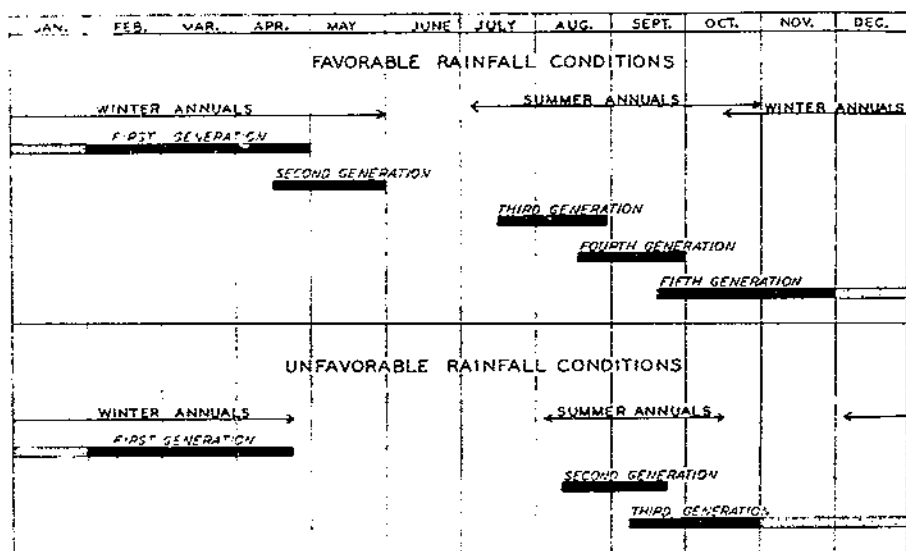 JAN. FEB. MAR. APR. MAY JUNE JULY AUG. SEPT. OCT. NOV. DEC.
FAVORABLE RAINFALL CONDITIONS
WINTER ANNUALS SUMMER ANNUALS WINTER ANNUALS
FIRST GENERATION
SECOND GENERATION
THIRD GENERATION
FOURTH GENERATION
FIFTH GENERATION
UNFAVORABLE RAINFALL CONDITIONS
WINTER ANNUALS SUMMER ANNUALS
FIRST GENERATION
SECOND GENERATION
THIRD GENERATION